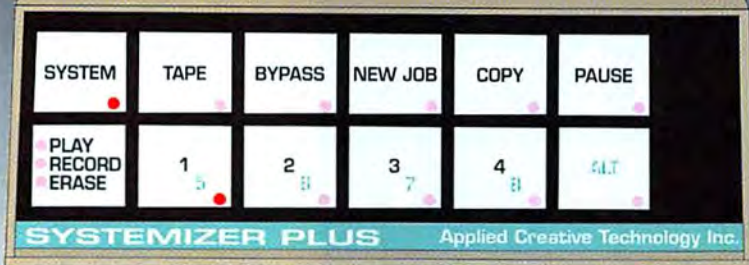 SYSTEM TAPE BYPASS NEW JOB COPY PAUSE
PLAY
RECORD
ERASE
1 2 3 4 ALT
5 7
SYSTEMIZER PLUS Applied Creative Technology Inc.